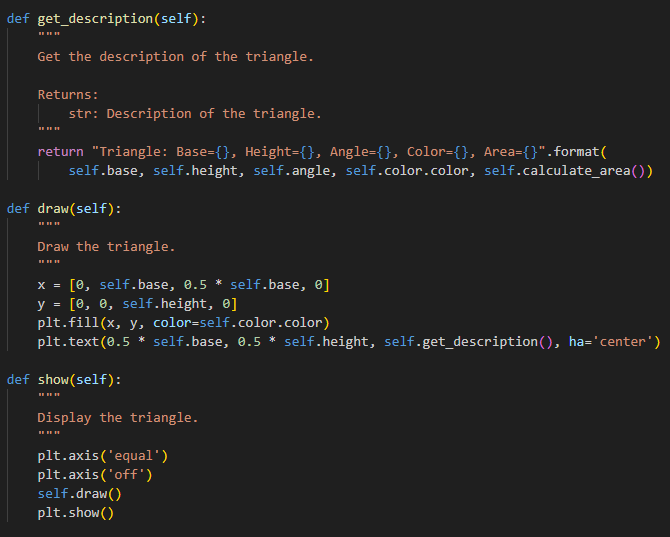 def get_description(self):
"""
Get the description of the triangle.
Returns:
str: Description of the triangle.
"""
return "Triangle: Base={}, Height={}, Angle={}, Color={}, Area={}".format(
self.base, self.height, self.angle, self.color.color, self.calculate_area())
def draw(self):
"""
Draw the triangle.
"""
x = [0, self.base, 0.5 * self.base, 0]
y = [0, 0, self.height, 0]
plt.fill(x, y, color=self.color.color)
plt.text(0.5 * self.base, 0.5 * self.height, self.get_description(), ha='center')
def show(self):
"""
Display the triangle.
"""
plt.axis('equal')
plt.axis('off')
self.draw()
plt.show()